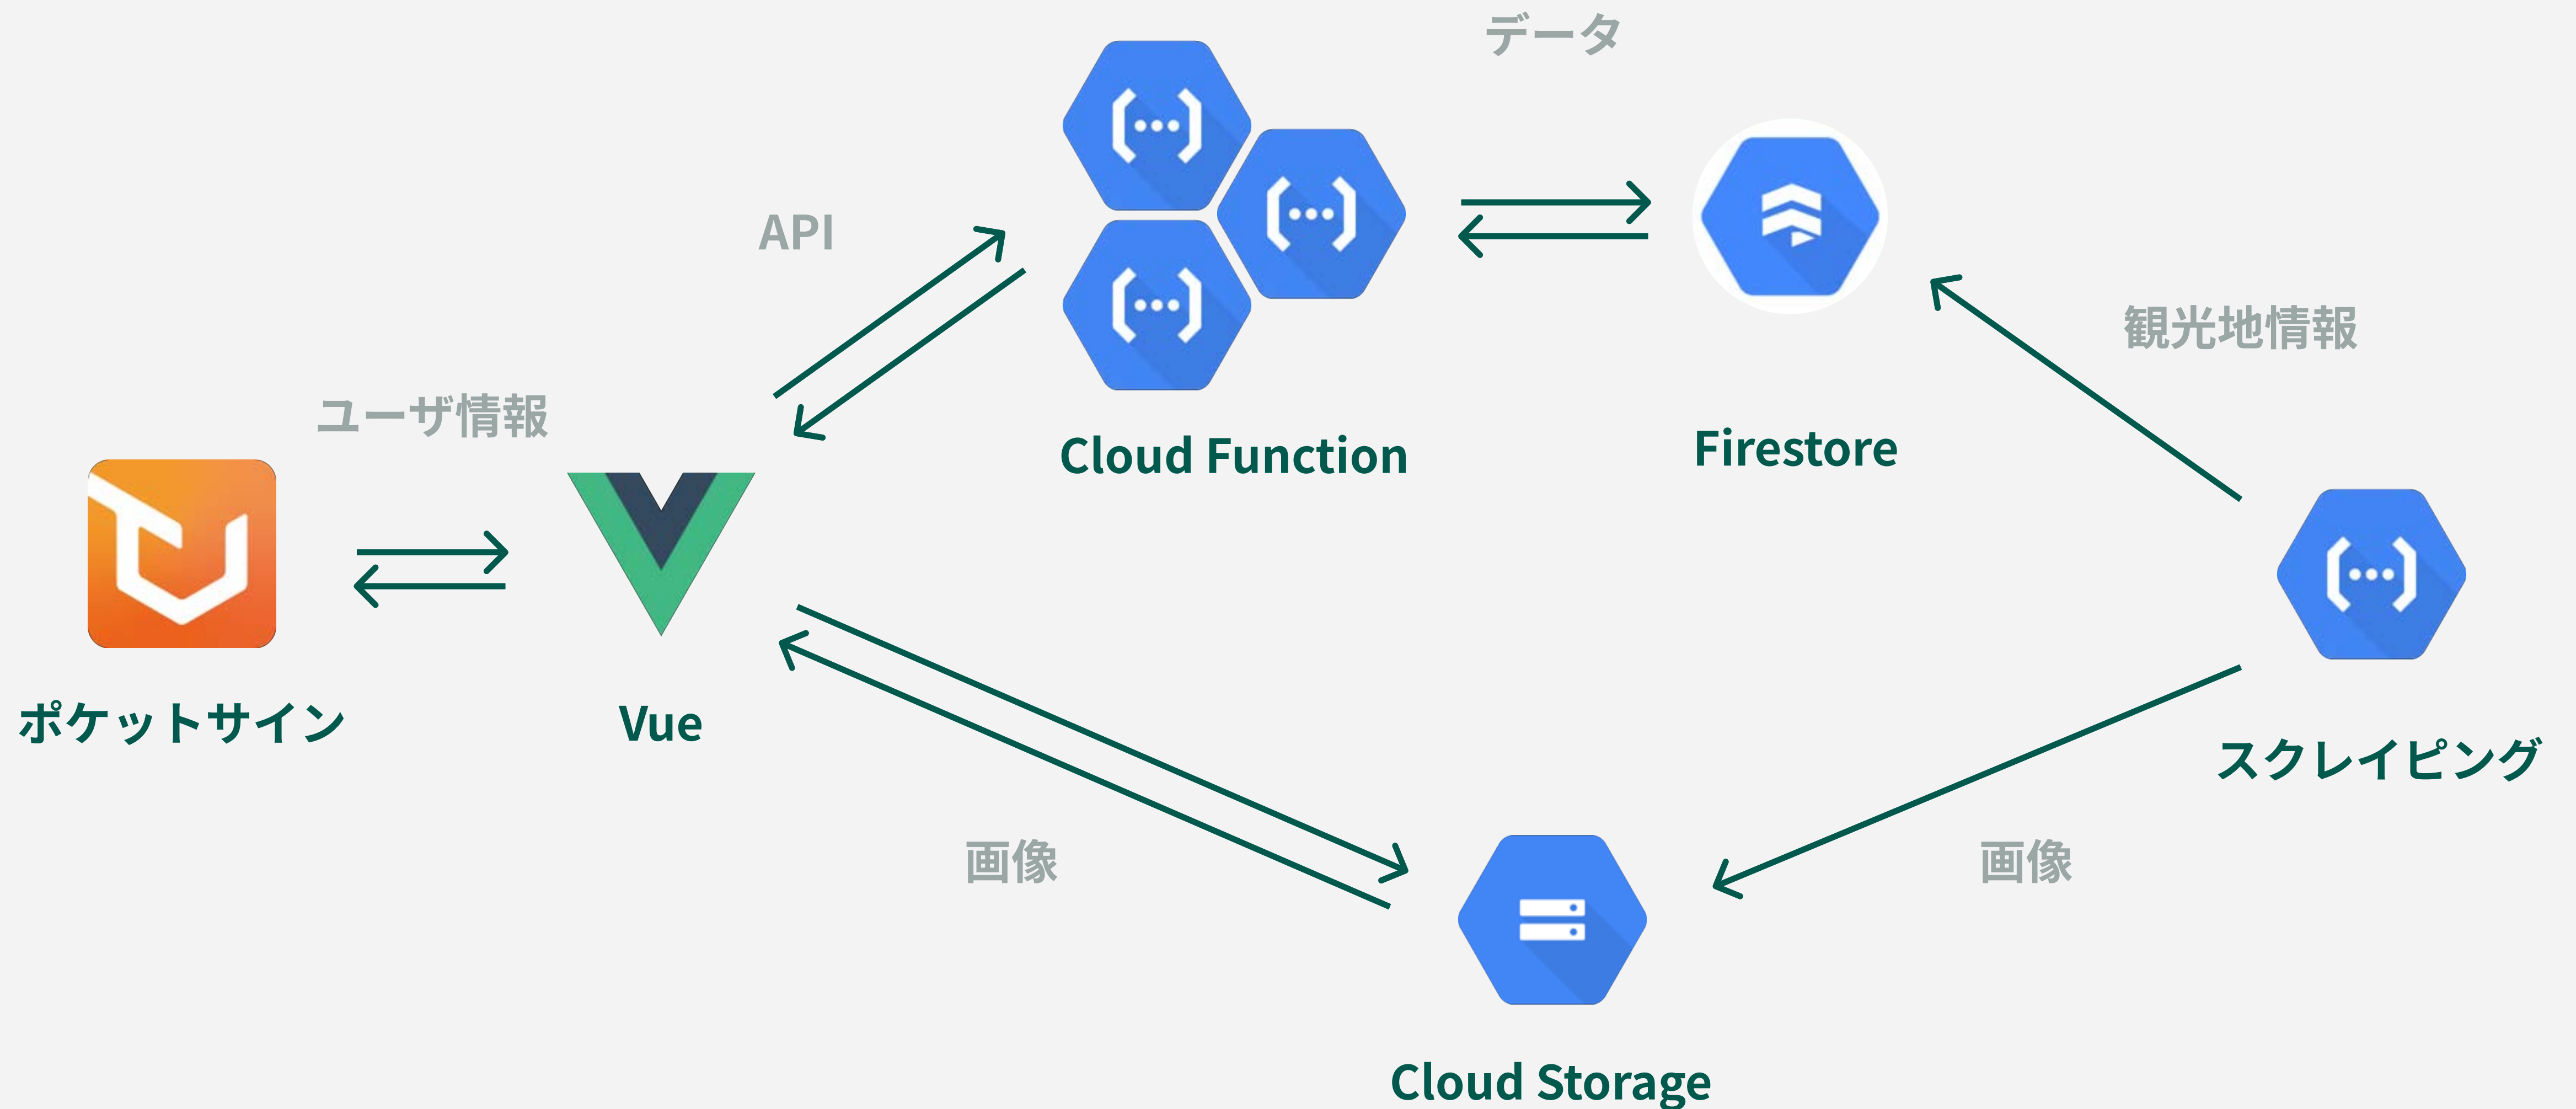 データ
API
観光地情報
ユーザ情報
Cloud Function
Firestore
ポケットサイン
Vue
スクレイピング
画像
画像
Cloud Storage